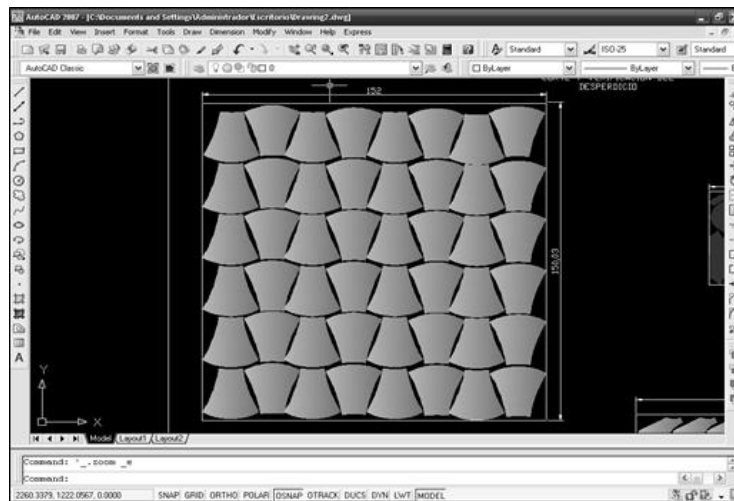 AutoCAD 2007 - [C:\Documents and Settings\Administrador\Escritorio\Drawing2.dwg]
File Edit View Insert Format Tools Draw Dimension Modify Window Help Express
Standard ISO-25 Standard
AutoCAD Classic 0 ByLayer ByLayer
DESPERDICIO
152
150,03
Y
X
A
Model Layout1 Layout2
Command: '_.zoom _e
Command:
2260.3379, 1222.0567, 0.0000 SNAP GRID ORTHO POLAR OSNAP OTRACK DUCS DYN LWT MODEL